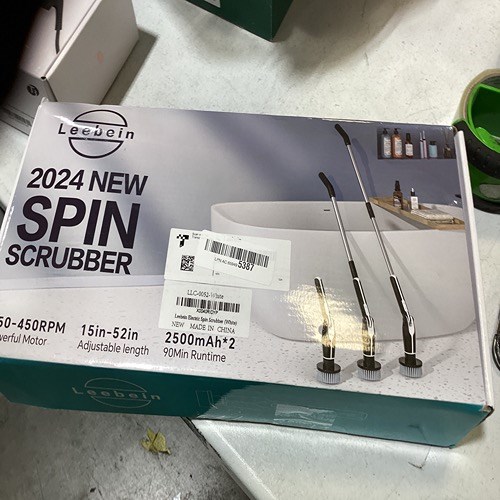 Leebein
2024 NEW
SPIN
SCRUBBER
5387
LLC-0052-White
Leebein Electric Spin Scrubber (White)
NEW MADE IN CHINA
50-450RPM
werful Motor
15in-52in
Adjustable length
2500mAh*2
90Min Runtime
Leebein